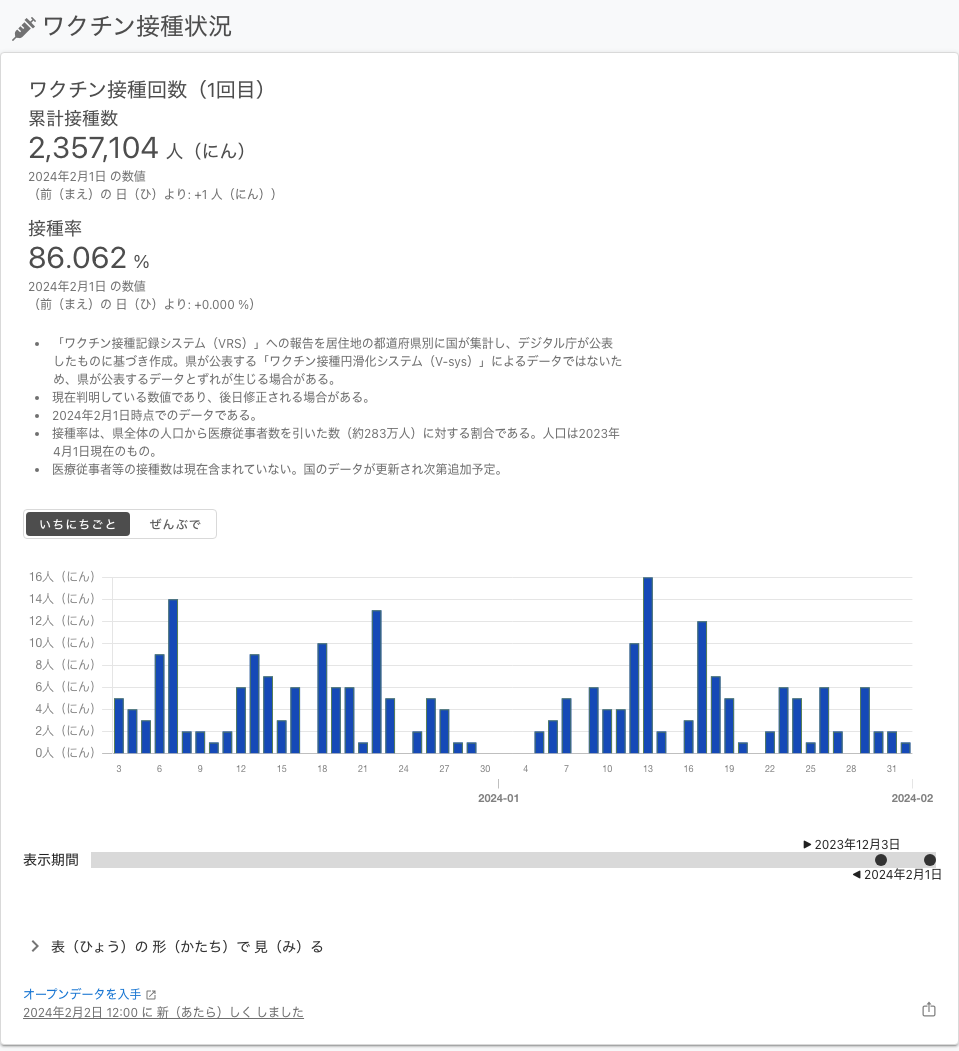 ワクチン接種状況
ワクチン接種回数（1回目）
累計接種数
2,357,104 人（にん）
2024年2月1日 の数値
（前（まえ）の 日（ひ）より: +1 人（にん））
接種率
86.062 %
2024年2月1日 の数値
（前（まえ）の 日（ひ）より: +0.000 %）
• 「ワクチン接種記録システム（VRS）」への報告を居住地の都道府県別に国が集計し、デジタル庁が公表
したものに基づき作成。県が公表する「ワクチン接種円滑化システム（V-sys）」によるデータではないた
め、県が公表するデータとずれが生じる場合がある。
• 現在判明している数値であり、後日修正される場合がある。
• 2024年2月1日時点でのデータである。
• 接種率は、県全体の人口から医療従事者数を引いた数（約283万人）に対する割合である。人口は2023年
4月1日現在のもの。
• 医療従事者等の接種数は現在含まれていない。国のデータが更新され次第追加予定。
いちにちごと ぜんぶで
16人（にん）
14人（にん）
12人（にん）
10人（にん）
8人（にん）
6人（にん）
4人（にん）
2人（にん）
0人（にん）
3 6 9 12 15 18 21 24 27 30 4 7 10 13 16 19 22 25 28 31
2024-01 2024-02
▶ 2023年12月3日
表示期間
◀ 2024年2月1日
表（ひょう）の 形（かたち）で 見（み）る
オープンデータを入手
2024年2月2日 12:00 に 新（あたら）しく しました